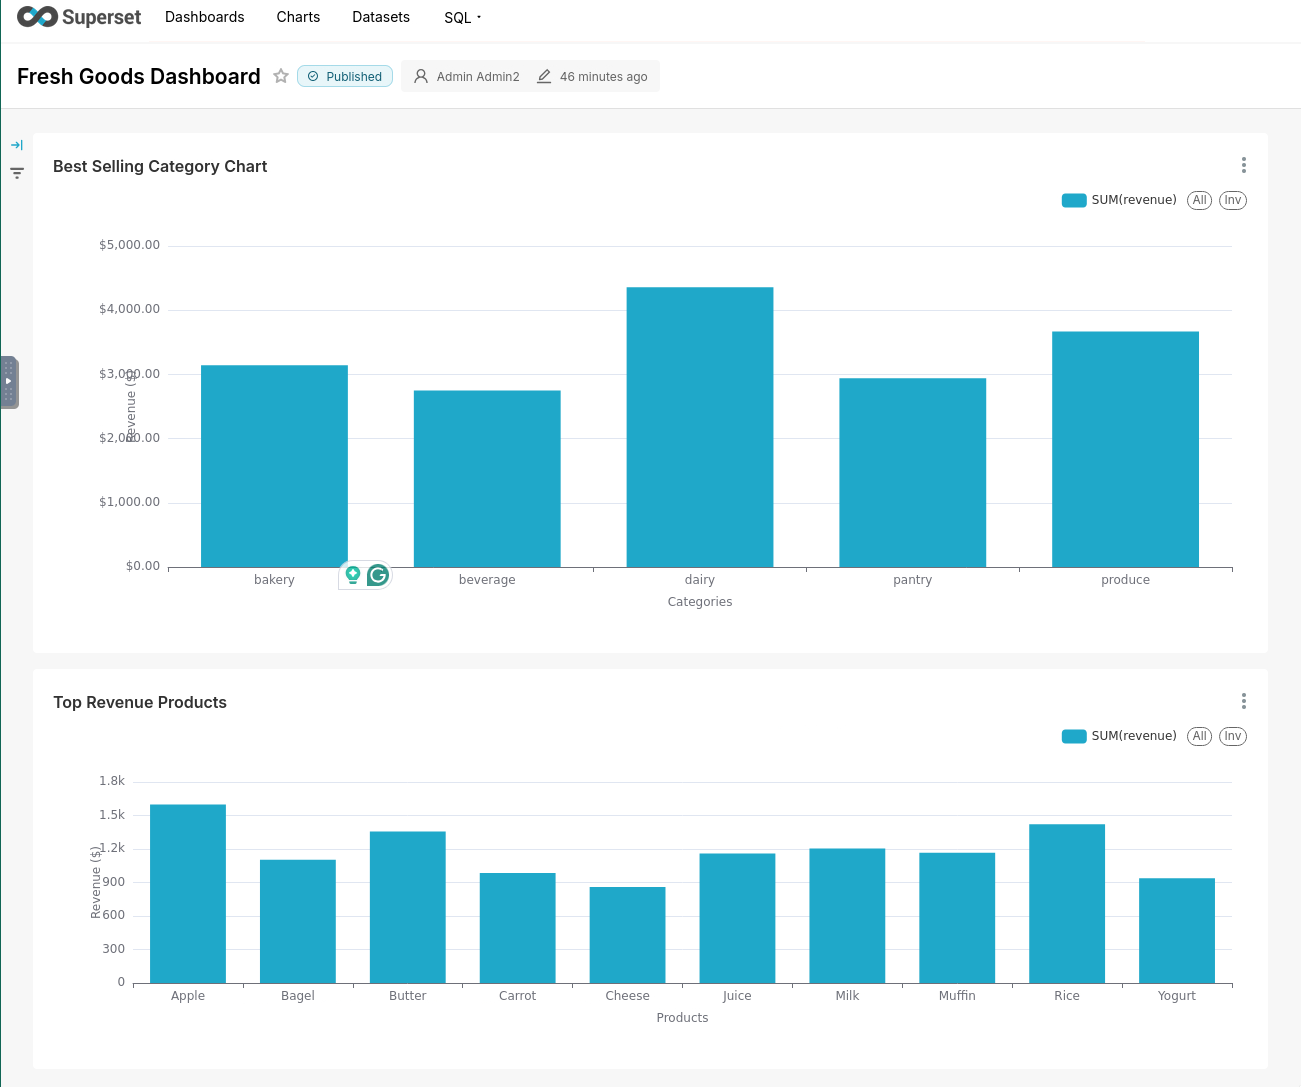 Superset Dashboards Charts Datasets SQL
Fresh Goods Dashboard Published Admin Admin2 46 minutes ago
Best Selling Category Chart
SUM(revenue) All Inv
$5,000.00
$4,000.00
$3,000.00
Revenue ($)
$2,000.00
$1,000.00
$0.00
bakery beverage dairy pantry produce
Categories
Top Revenue Products
SUM(revenue) All Inv
1.8k
1.5k
1.2k
Revenue ($)
900
600
300
0
Apple Bagel Butter Carrot Cheese Juice Milk Muffin Rice Yogurt
Products